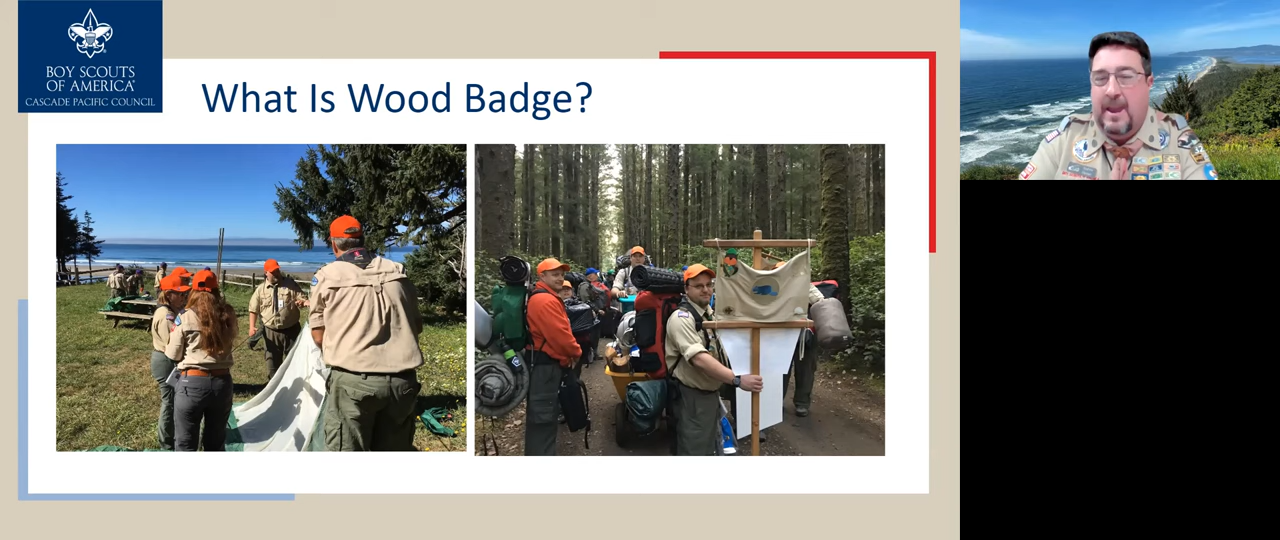 BOY SCOUTS
OF AMERICA®
CASCADE PACIFIC COUNCIL
What Is Wood Badge?